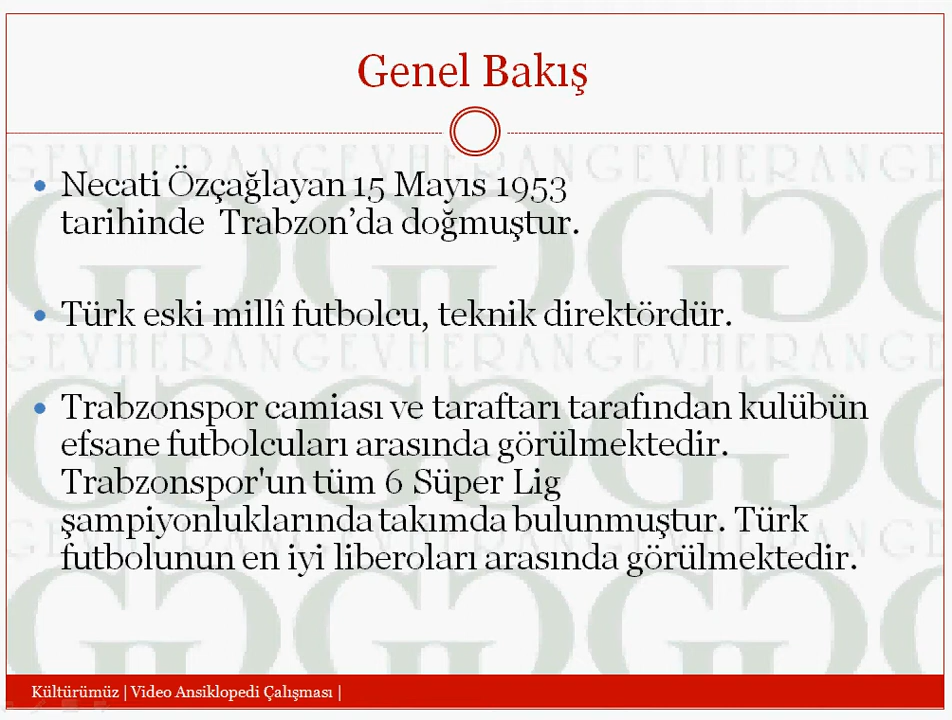 Genel Bakış
GEVHERANGEVHERANGEVHERANGEVHERANG
• Necati Özçağlayan 15 Mayıs 1953
tarihinde Trabzon’da doğmuştur.
• Türk eski millî futbolcu, teknik direktördür.
GEVHERANGEVHERANGEVHERANGEVHERANG
• Trabzonspor camiası ve taraftarı tarafından kulübün
efsane futbolcuları arasında görülmektedir.
Trabzonspor'un tüm 6 Süper Lig
şampiyonluklarında takımda bulunmuştur. Türk
futbolunun en iyi liberoları arasında görülmektedir.
Kültürümüz | Video Ansiklopedi Çalışması |